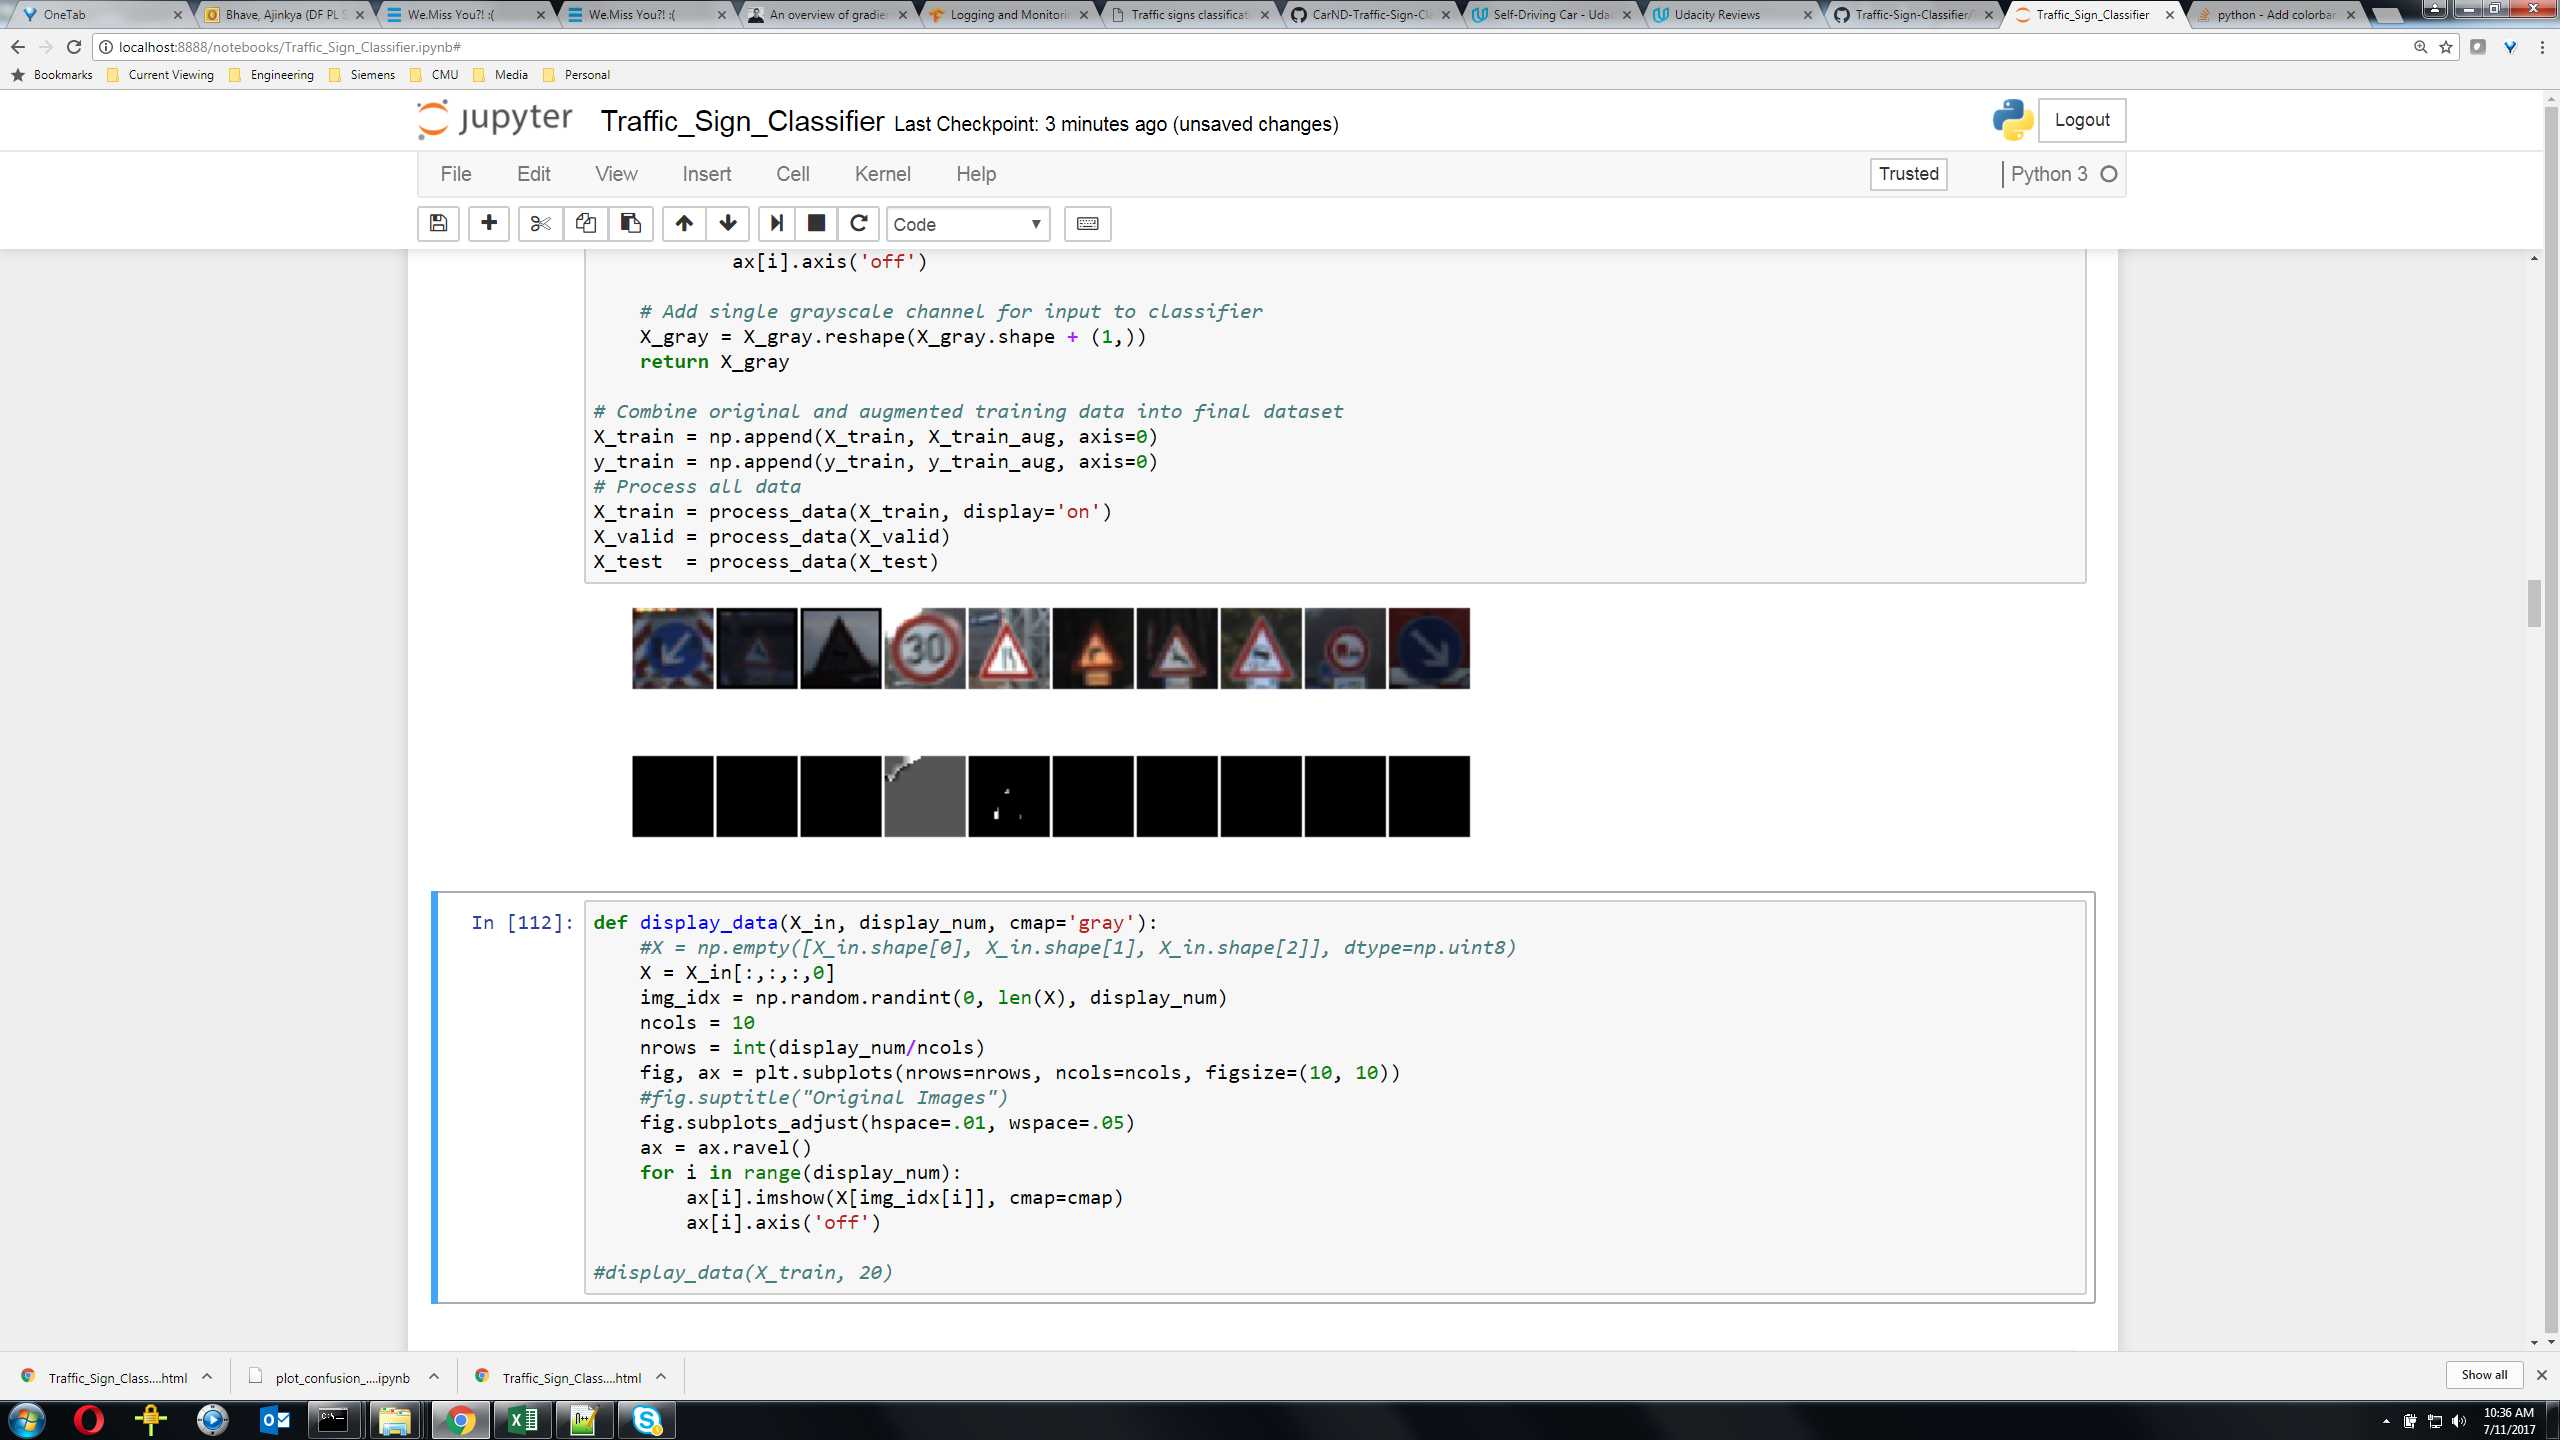 OneTab
Bhave, Ajinkya (DF PL S
We.Miss You?! :(
We.Miss You?! :(
An overview of gradie
Logging and Monitori
Traffic signs classificat
CarND-Traffic-Sign-Cl
Self-Driving Car - Uda
Udacity Reviews
Traffic-Sign-Classifier/
Traffic_Sign_Classifier
python - Add colorbar
localhost:8888/notebooks/Traffic_Sign_Classifier.ipynb#
Bookmarks Current Viewing Engineering Siemens CMU Media Personal
jupyter Traffic_Sign_Classifier Last Checkpoint: 3 minutes ago (unsaved changes) Logout
File Edit View Insert Cell Kernel Help Trusted Python 3
Code
ax[i].axis('off')
# Add single grayscale channel for input to classifier
X_gray = X_gray.reshape(X_gray.shape + (1,))
return X_gray
# Combine original and augmented training data into final dataset
X_train = np.append(X_train, X_train_aug, axis=0)
y_train = np.append(y_train, y_train_aug, axis=0)
# Process all data
X_train = process_data(X_train, display='on')
X_valid = process_data(X_valid)
X_test  = process_data(X_test)
30
In [112]: def display_data(X_in, display_num, cmap='gray'):
#X = np.empty([X_in.shape[0], X_in.shape[1], X_in.shape[2]], dtype=np.uint8)
X = X_in[:,:,:,0]
img_idx = np.random.randint(0, len(X), display_num)
ncols = 10
nrows = int(display_num/ncols)
fig, ax = plt.subplots(nrows=nrows, ncols=ncols, figsize=(10, 10))
#fig.suptitle("Original Images")
fig.subplots_adjust(hspace=.01, wspace=.05)
ax = ax.ravel()
for i in range(display_num):
ax[i].imshow(X[img_idx[i]], cmap=cmap)
ax[i].axis('off')
#display_data(X_train, 20)
Traffic_Sign_Class....html
plot_confusion_....ipynb
Traffic_Sign_Class....html
Show all
10:36 AM
7/11/2017